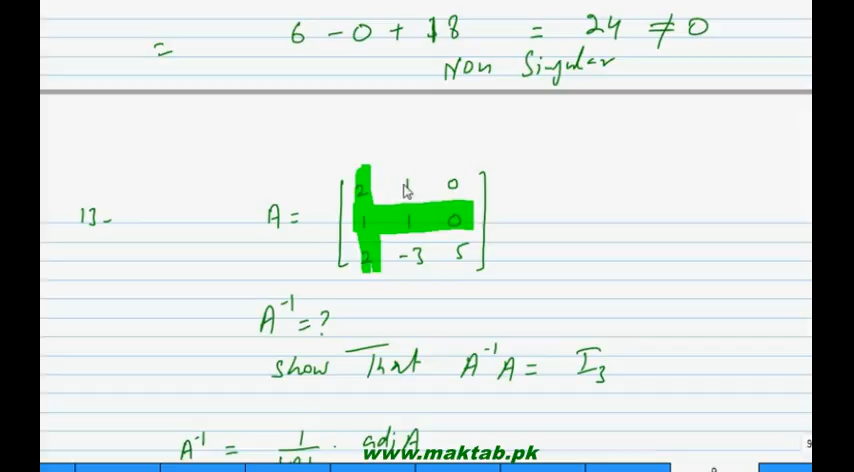 = 6 - 0 + 18 = 24 ≠ 0
Non Singular
13- A = [ 2 1 0
1 1 0
2 -3 5 ]
A⁻¹ = ?
Show That A⁻¹A = I₃
A⁻¹ = 1/|A| . adj A
www.maktab.pk
9